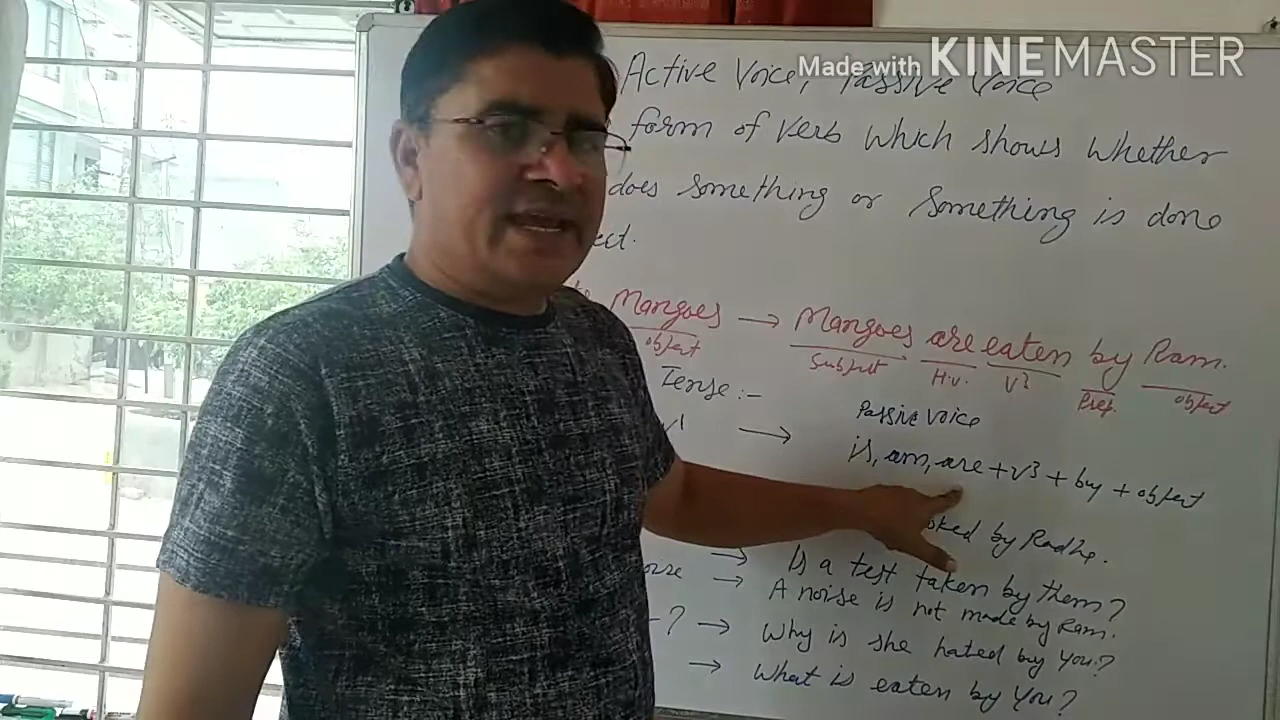 Made with KINEMASTER
Active Voice, Passive Voice
form of Verb which shows whether
does something or something is done
ect.
Mangoes → Mangoes are eaten by Ram.
object Subject H.v. V3 Prep. object
Tense :-
Passive Voice
V1 → is, am, are + V3 + by + object
oked by Radha.
→ Is a test taken by them?
oise → A noise is not made by Ram.
-? → Why is she hated by you?
→ What is eaten by you?